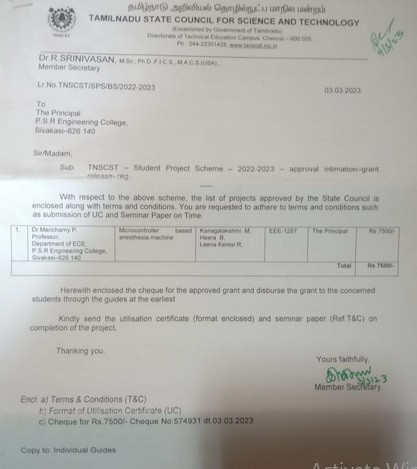 தமிழ்நாடு அறிவியல் தொழில்நுட்ப மாநில மன்றம்
TAMILNADU STATE COUNCIL FOR SCIENCE AND TECHNOLOGY
(Established by Government of Tamilnadu)
Directorate of Technical Education Campus, Chennai – 600 025
Ph : 044-22301428, www.tanscst.nic.in
TNSCST
Dr.R.SRINIVASAN, M.Sc., Ph.D.,F.I.C.S., M.A.C.S.(USA).,
Member Secretary
Lr.No.TNSCST/SPS/BS/2022-2023
03.03.2023
To
The Principal
P.S.R Engineering College,
Sivakasi–626 140
Sir/Madam,
Sub: TNSCST – Student Project Scheme – 2022-2023 – approval intimation–grant
release- reg
With respect to the above scheme, the list of projects approved by the State Council is
enclosed along with terms and conditions. You are requested to adhere to terms and conditions such
as submission of UC and Seminar Paper on Time.
1. Dr Manchamy P. Microcontroller based Kanagalakshmi M. EEE-1287 The Principal Rs 7500/-
Professor, anesthesia machine Heera B.
Department of ECE, Leena Keresi R.
P.S.R Engineering College,
Sivakasi–626140
Total Rs 7500/-
Herewith enclosed the cheque for the approved grant and disburse the grant to the concerned
students through the guides at the earliest
Kindly send the utilisation certificate (format enclosed) and seminar paper (Ref.T&C) on
completion of the project.
Thanking you.
Yours faithfully,
Member Secretary
Encl: a) Terms & Conditions (T&C)
b) Format of Utilisation Certificate (UC)
c) Cheque for Rs.7500/- Cheque No:574931 dt.03.03.2023
Copy to: Individual Guides